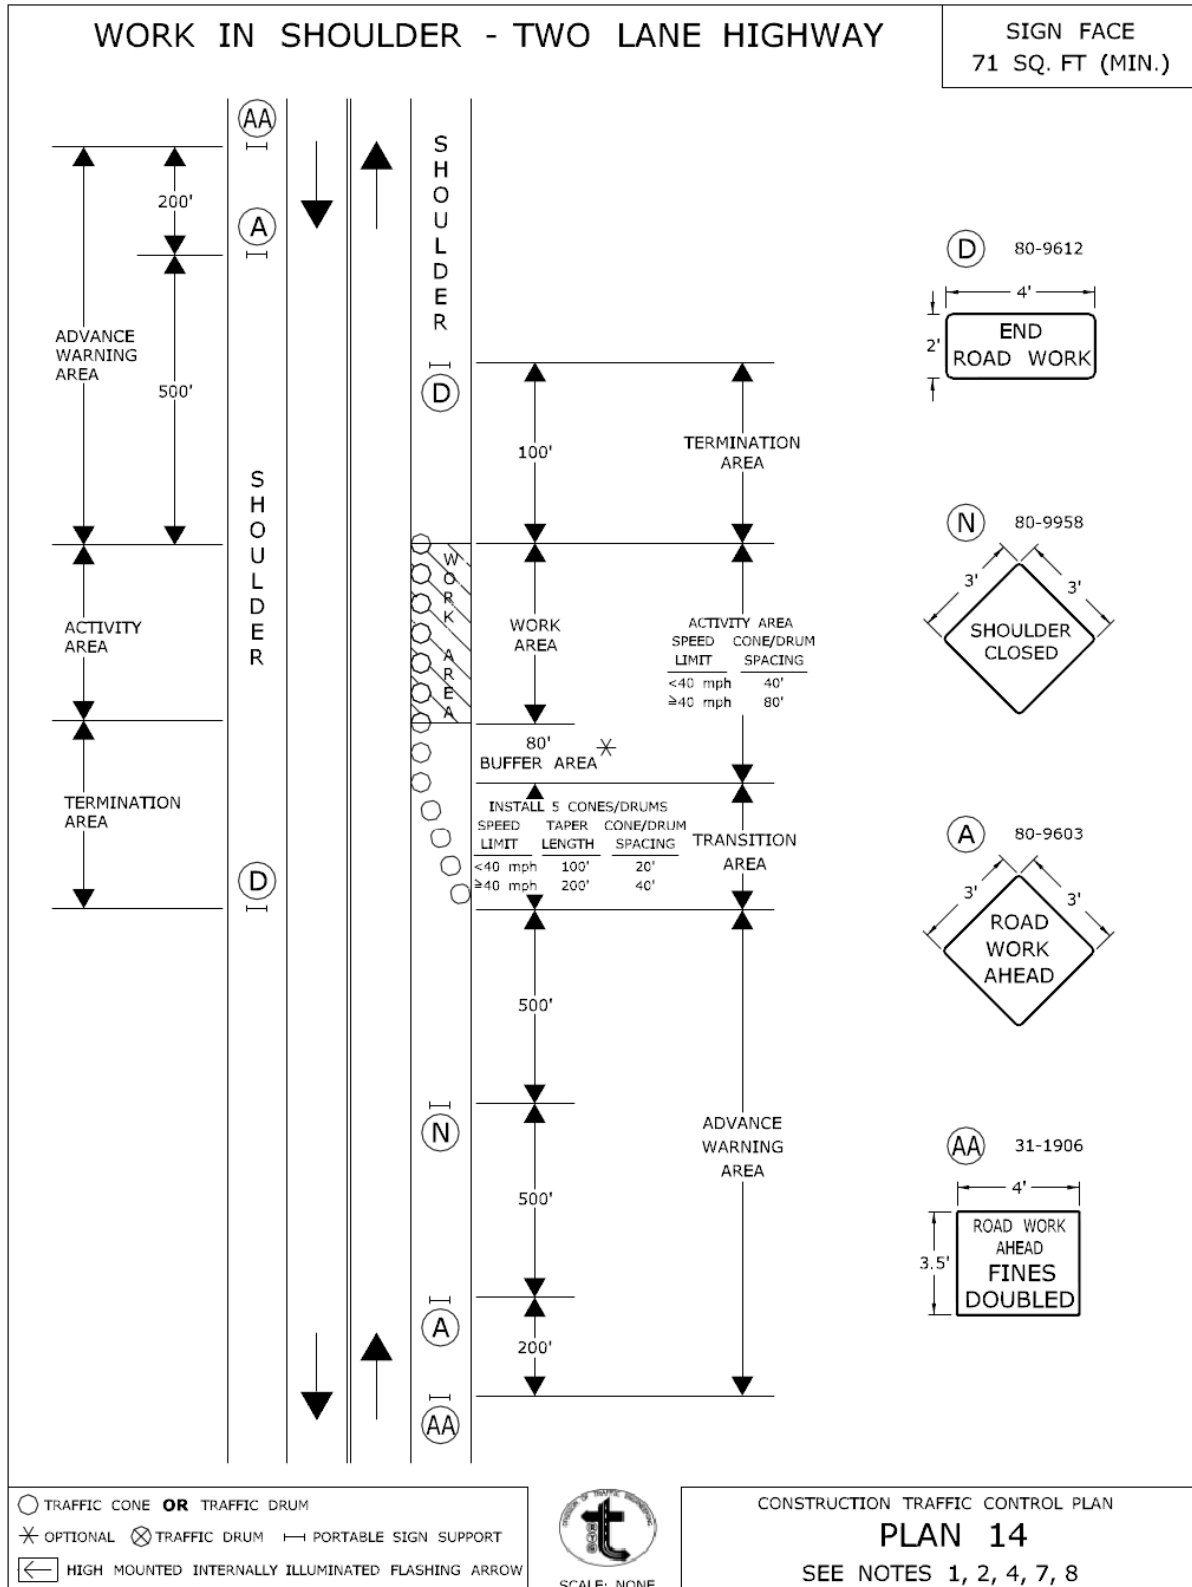 WORK IN SHOULDER - TWO LANE HIGHWAY
SIGN FACE
71 SQ. FT (MIN.)
AA
SHOULDER
200'
A
D 80-9612
4'
2'
END
ROAD WORK
ADVANCE
WARNING
AREA
500'
D
100'
TERMINATION
AREA
SHOULDER
N 80-9958
3'
3'
SHOULDER
CLOSED
WORK AREA
ACTIVITY
AREA
WORK
AREA
ACTIVITY AREA
SPEED CONE/DRUM
LIMIT SPACING
<40 mph 40'
≥40 mph 80'
80'
BUFFER AREA
TERMINATION
AREA
INSTALL 5 CONES/DRUMS
SPEED TAPER CONE/DRUM
LIMIT LENGTH SPACING
<40 mph 100' 20'
≥40 mph 200' 40'
TRANSITION
AREA
D
A 80-9603
3'
3'
ROAD
WORK
AHEAD
500'
N
ADVANCE
WARNING
AREA
500'
AA 31-1906
4'
3.5'
ROAD WORK
AHEAD
FINES
DOUBLED
A
200'
AA
TRAFFIC CONE OR TRAFFIC DRUM
OPTIONAL TRAFFIC DRUM PORTABLE SIGN SUPPORT
HIGH MOUNTED INTERNALLY ILLUMINATED FLASHING ARROW
SCALE: NONE
CONSTRUCTION TRAFFIC CONTROL PLAN
PLAN 14
SEE NOTES 1, 2, 4, 7, 8